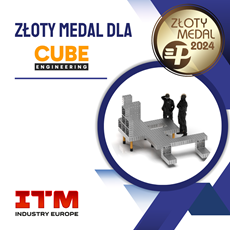 ZŁOTY MEDAL DLA
CUBE
ENGINEERING
ZŁOTY
MEDAL
2024
ITM
INDUSTRY EUROPE